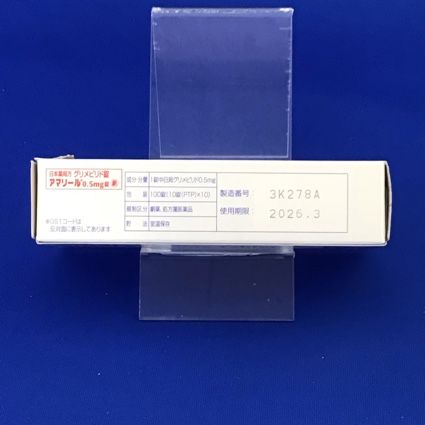 日本薬局方 グリメピリド錠
アマリール 0.5mg錠
※GS1コードは
反対面に表示してあります
成分・分量 1錠中日局グリメピリド0.5mg
包 装 100錠(10錠(PTP)×10)
規制区分 劇薬、処方箋医薬品
貯 法 室温保存
製造番号: 3K278A
使用期限: 2026.3